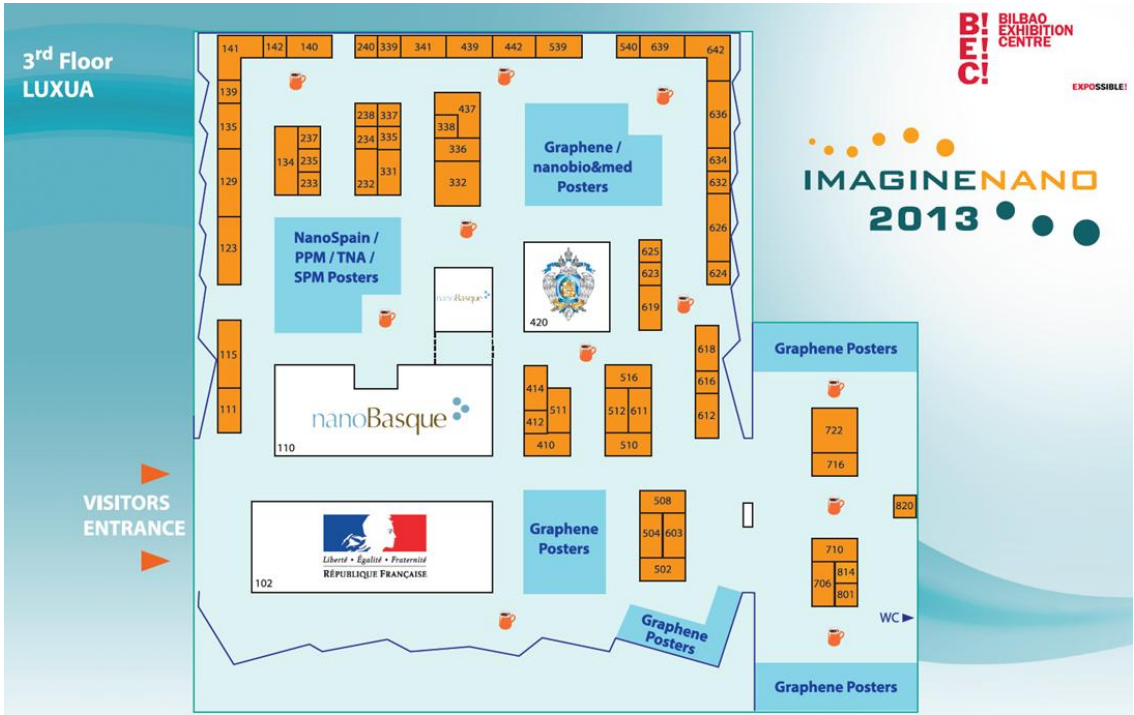 3rd Floor
LUXUA
B! BILBAO
E! EXHIBITION
C! CENTRE
EXPOSSIBLE!
IMAGINENANO
2013
141 142 140 240 339 341 439 442 539 540 639 642
139
135
129
123
115
111
134 237
235
233
238 337
234 335
232 331
437
338
336
332
Graphene /
nanobio&med
Posters
636
634
632
626
624
NanoSpain /
PPM / TNA /
SPM Posters
nanoBasque
420
625
623
619
618
616
612
nanoBasque
110
414
511
412
410
516
512 611
510
Graphene Posters
722
716
820
VISITORS
ENTRANCE
Liberté • Égalité • Fraternité
RÉPUBLIQUE FRANÇAISE
102
Graphene
Posters
508
504 603
502
710
706 814
801
WC
Graphene
Posters
Graphene Posters